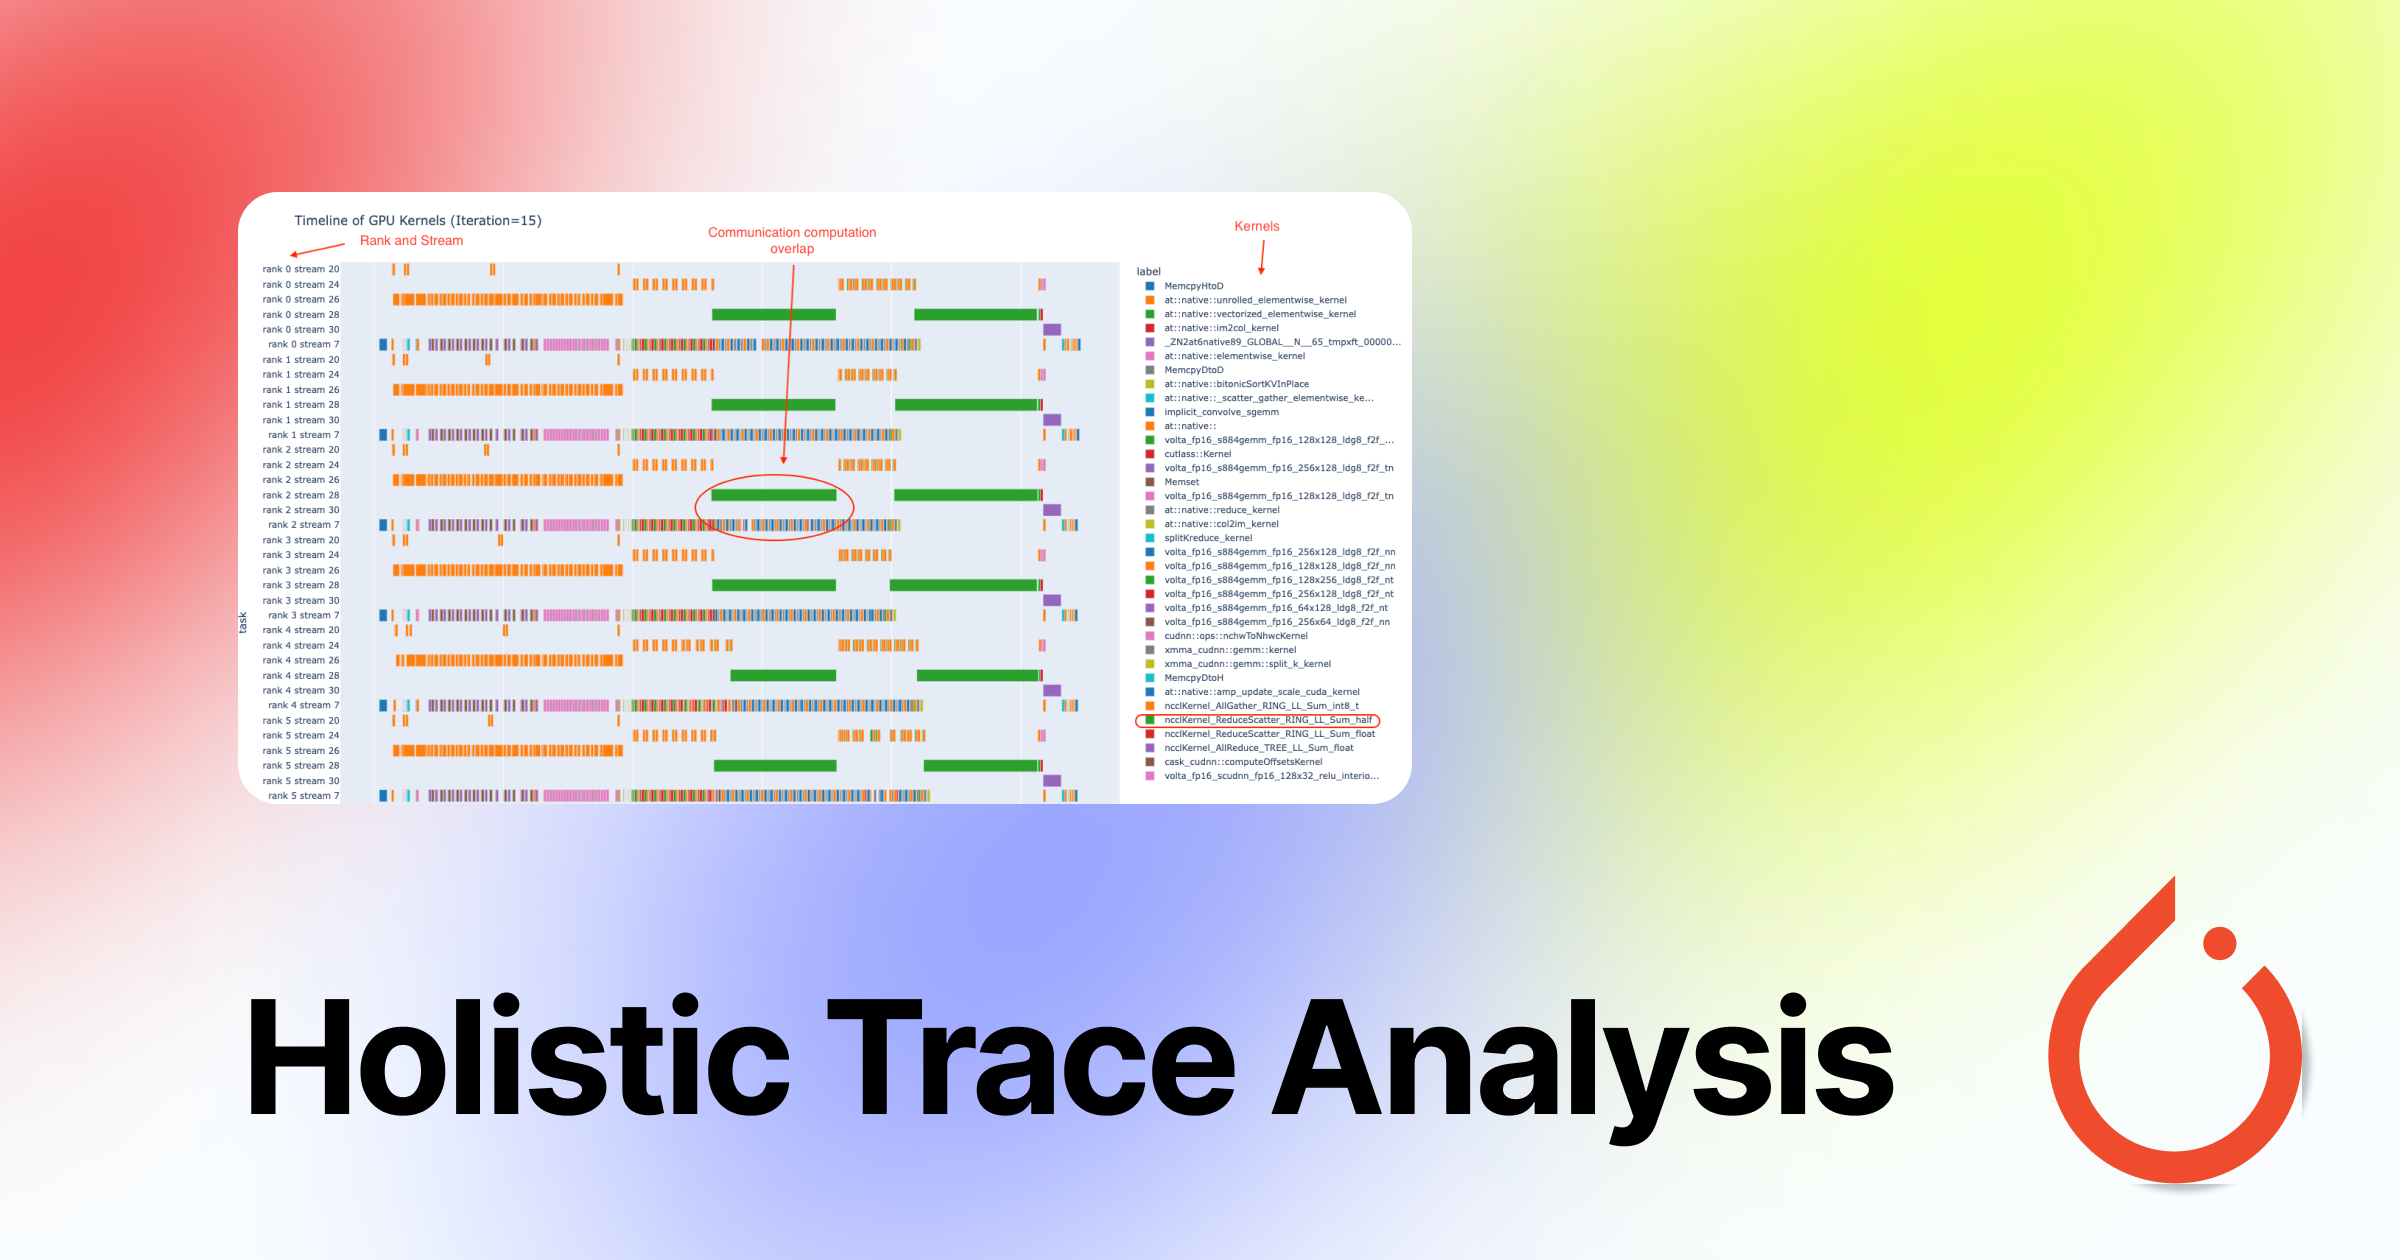 Timeline of GPU Kernels (Iteration=15)
Rank and Stream
Communication computation
overlap
Kernels
rank 0 stream 20
rank 0 stream 24
rank 0 stream 26
rank 0 stream 28
rank 0 stream 30
rank 0 stream 7
rank 1 stream 20
rank 1 stream 24
rank 1 stream 26
rank 1 stream 28
rank 1 stream 30
rank 1 stream 7
rank 2 stream 20
rank 2 stream 24
rank 2 stream 26
rank 2 stream 28
rank 2 stream 30
rank 2 stream 7
rank 3 stream 20
rank 3 stream 24
rank 3 stream 26
rank 3 stream 28
rank 3 stream 30
rank 3 stream 7
rank 4 stream 20
rank 4 stream 24
rank 4 stream 26
rank 4 stream 28
rank 4 stream 30
rank 4 stream 7
rank 5 stream 20
rank 5 stream 24
rank 5 stream 26
rank 5 stream 28
rank 5 stream 30
rank 5 stream 7
task
label
MemcpyHtoD
at::native::unrolled_elementwise_kernel
at::native::vectorized_elementwise_kernel
at::native::im2col_kernel
_ZN2at6native89_GLOBAL__N__65_tmpxft_00000...
at::native::elementwise_kernel
MemcpyDtoD
at::native::bitonicSortKVInPlace
at::native::_scatter_gather_elementwise_ke...
implicit_convolve_sgemm
at::native::
volta_fp16_s884gemm_fp16_128x128_ldg8_f2f_...
cutlass::Kernel
volta_fp16_s884gemm_fp16_256x128_ldg8_f2f_tn
Memset
volta_fp16_s884gemm_fp16_128x128_ldg8_f2f_tn
at::native::reduce_kernel
at::native::col2im_kernel
splitKreduce_kernel
volta_fp16_s884gemm_fp16_256x128_ldg8_f2f_nn
volta_fp16_s884gemm_fp16_128x128_ldg8_f2f_nn
volta_fp16_s884gemm_fp16_128x256_ldg8_f2f_nt
volta_fp16_s884gemm_fp16_256x128_ldg8_f2f_nt
volta_fp16_s884gemm_fp16_64x128_ldg8_f2f_nt
volta_fp16_s884gemm_fp16_256x64_ldg8_f2f_nn
cudnn::ops::nchwToNhwcKernel
xmma_cudnn::gemm::kernel
xmma_cudnn::gemm::split_k_kernel
MemcpyDtoH
at::native::amp_update_scale_cuda_kernel
ncclKernel_AllGather_RING_LL_Sum_int8_t
ncclKernel_ReduceScatter_RING_LL_Sum_half
ncclKernel_ReduceScatter_RING_LL_Sum_float
ncclKernel_AllReduce_TREE_LL_Sum_float
cask_cudnn::computeOffsetsKernel
volta_fp16_scudnn_fp16_128x32_relu_interio...
Holistic Trace Analysis